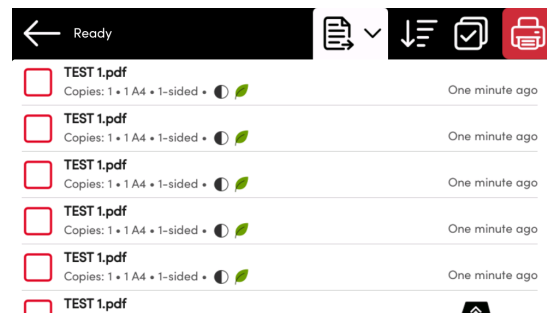 Ready
TEST 1.pdf
Copies: 1 • 1 A4 • 1-sided •
One minute ago
TEST 1.pdf
Copies: 1 • 1 A4 • 1-sided •
One minute ago
TEST 1.pdf
Copies: 1 • 1 A4 • 1-sided •
One minute ago
TEST 1.pdf
Copies: 1 • 1 A4 • 1-sided •
One minute ago
TEST 1.pdf
Copies: 1 • 1 A4 • 1-sided •
One minute ago
TEST 1.pdf